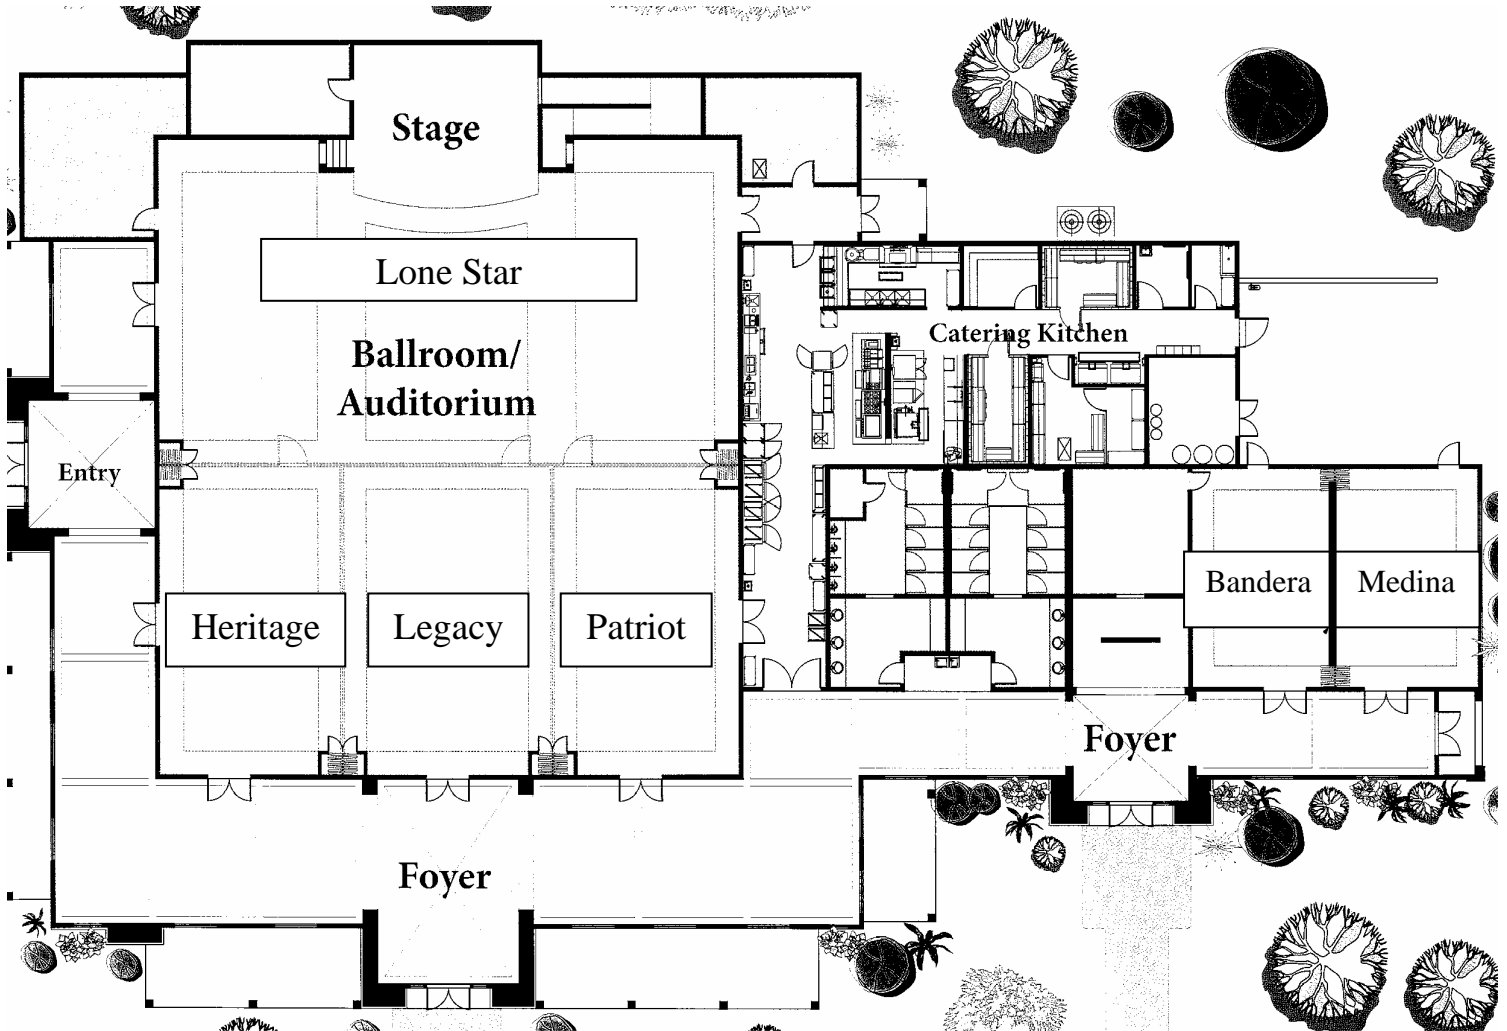 Stage
Lone Star
Ballroom/
Auditorium
Catering Kitchen
Entry
Heritage
Legacy
Patriot
Bandera
Medina
Foyer
Foyer